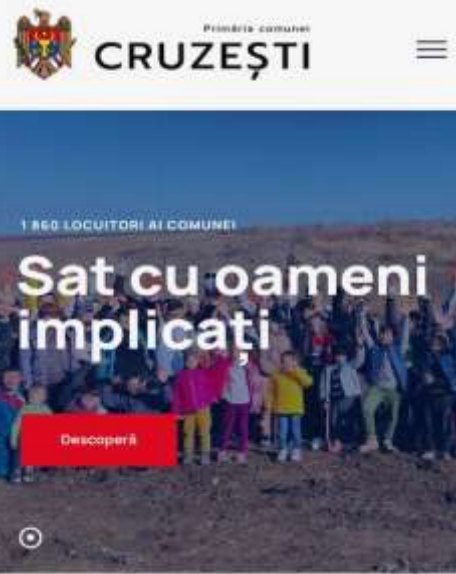 Primăria comunei
CRUZEȘTI
1 860 LOCUITORI AI COMUNEI
Sat cu oameni
implicați
Descoperă